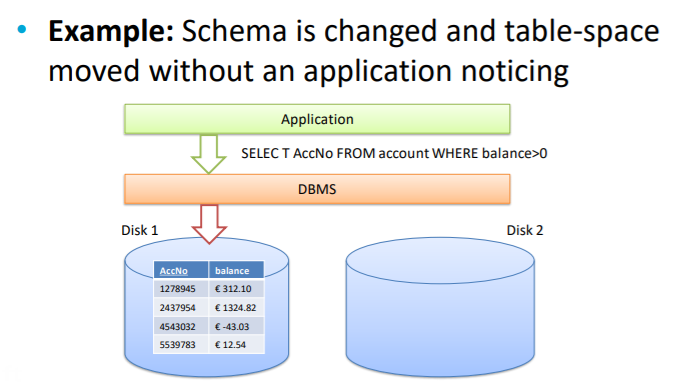 • Example: Schema is changed and table-space
moved without an application noticing
Application
SELEC T AccNo FROM account WHERE balance>0
DBMS
Disk 1
Disk 2
AccNo balance
1278945 € 312.10
2437954 € 1324.82
4543032 € -43.03
5539783 € 12.54